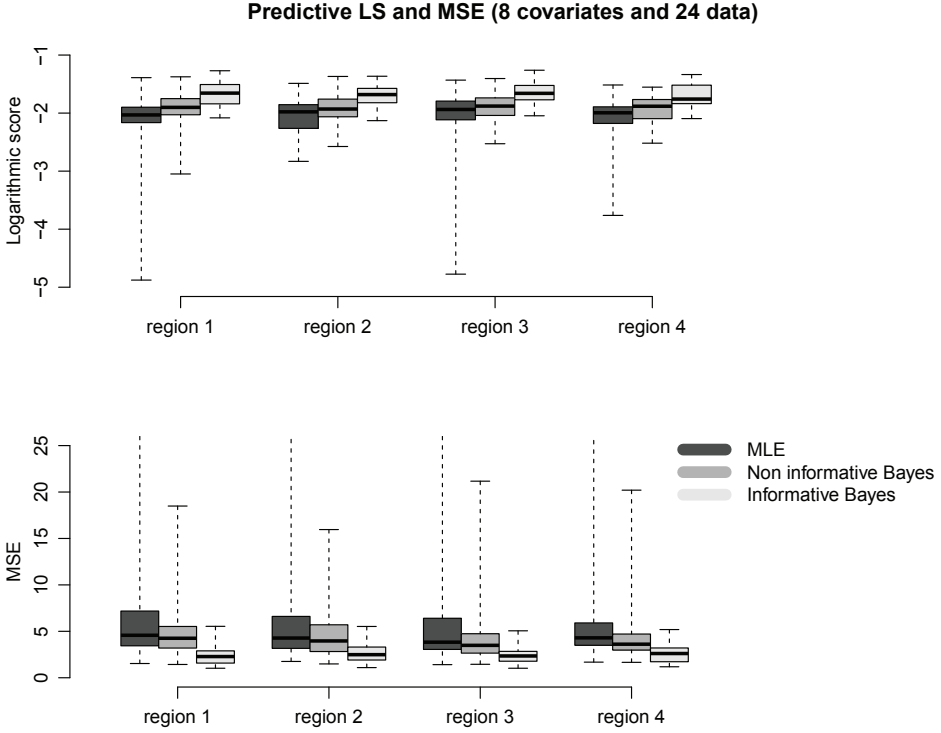 Predictive LS and MSE (8 covariates and 24 data)
Logarithmic score
−1
−2
−3
−4
−5
region 1 region 2 region 3 region 4
MSE
25
20
15
10
5
0
MLE
Non informative Bayes
Informative Bayes
region 1 region 2 region 3 region 4